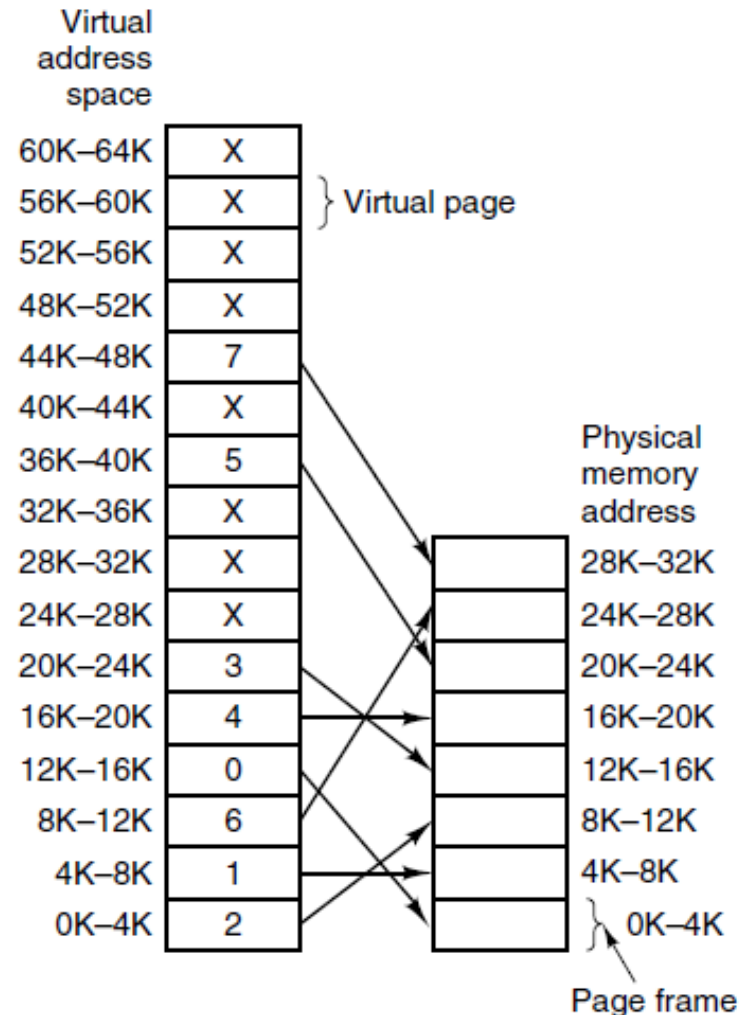 Virtual
address
space
60K–64K X
56K–60K X Virtual page
52K–56K X
48K–52K X
44K–48K 7
40K–44K X
36K–40K 5
32K–36K X
28K–32K X
24K–28K X
20K–24K 3
16K–20K 4
12K–16K 0
8K–12K 6
4K–8K 1
0K–4K 2
Physical
memory
address
28K–32K
24K–28K
20K–24K
16K–20K
12K–16K
8K–12K
4K–8K
0K–4K
Page frame